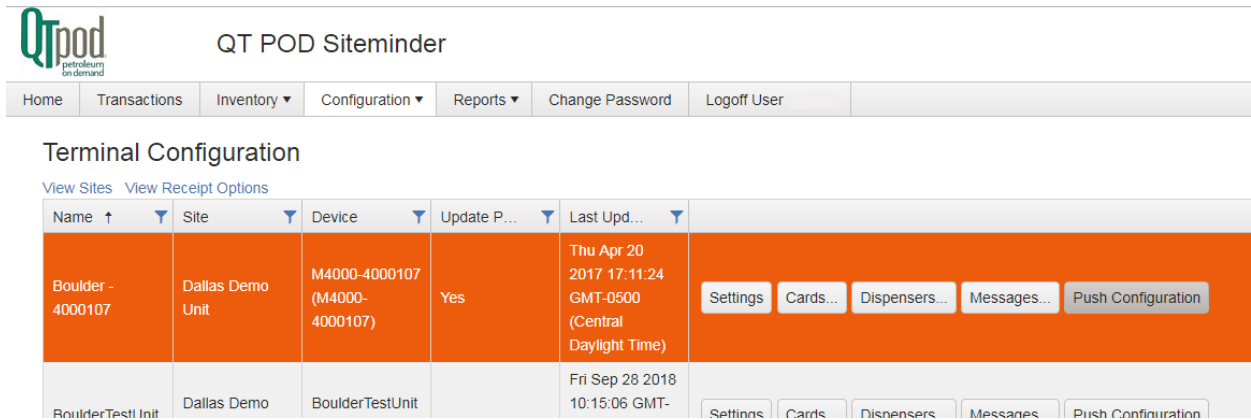 QTpod
petroleum
on demand
QT POD Siteminder
Home Transactions Inventory ▼ Configuration ▼ Reports ▼ Change Password Logoff User
Terminal Configuration
View Sites View Receipt Options
Name ↑ Site Device Update P... Last Upd...
Boulder -
4000107
Dallas Demo
Unit
M4000-4000107
(M4000-
4000107)
Yes
Thu Apr 20
2017 17:11:24
GMT-0500
(Central
Daylight Time)
Settings Cards... Dispensers... Messages... Push Configuration
BoulderTestUnit
Dallas Demo
BoulderTestUnit
Fri Sep 28 2018
10:15:06 GMT-
Settings Cards... Dispensers... Messages... Push Configuration